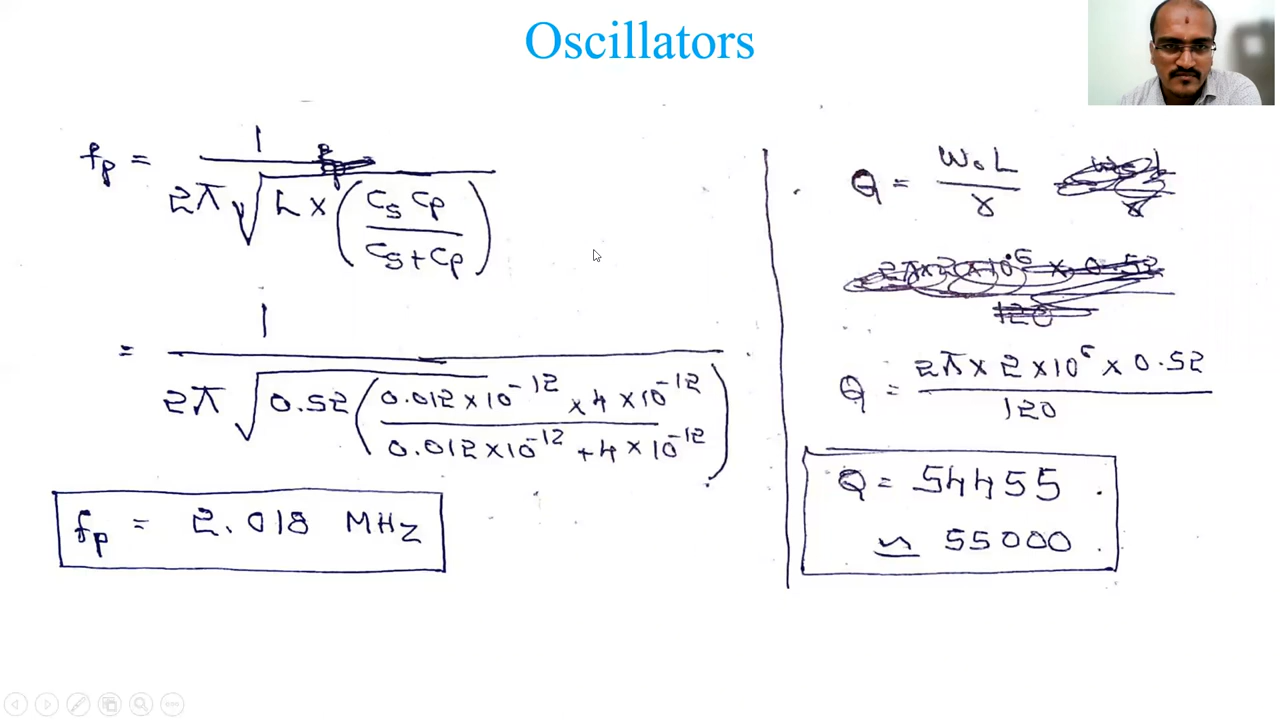 Oscillators
fp = 1 / 2π √ L × ( Cs Cp / Cs + Cp )
= 1 / 2π √ 0.52 ( 0.012 × 10⁻¹² × 4 × 10⁻¹² / 0.012 × 10⁻¹² + 4 × 10⁻¹² )
fp = 2.018 MHz
Q = W₀L / r
Q = 2π × 2 × 10⁶ × 0.52 / 120
Q = 54455 .
≃ 55000 .